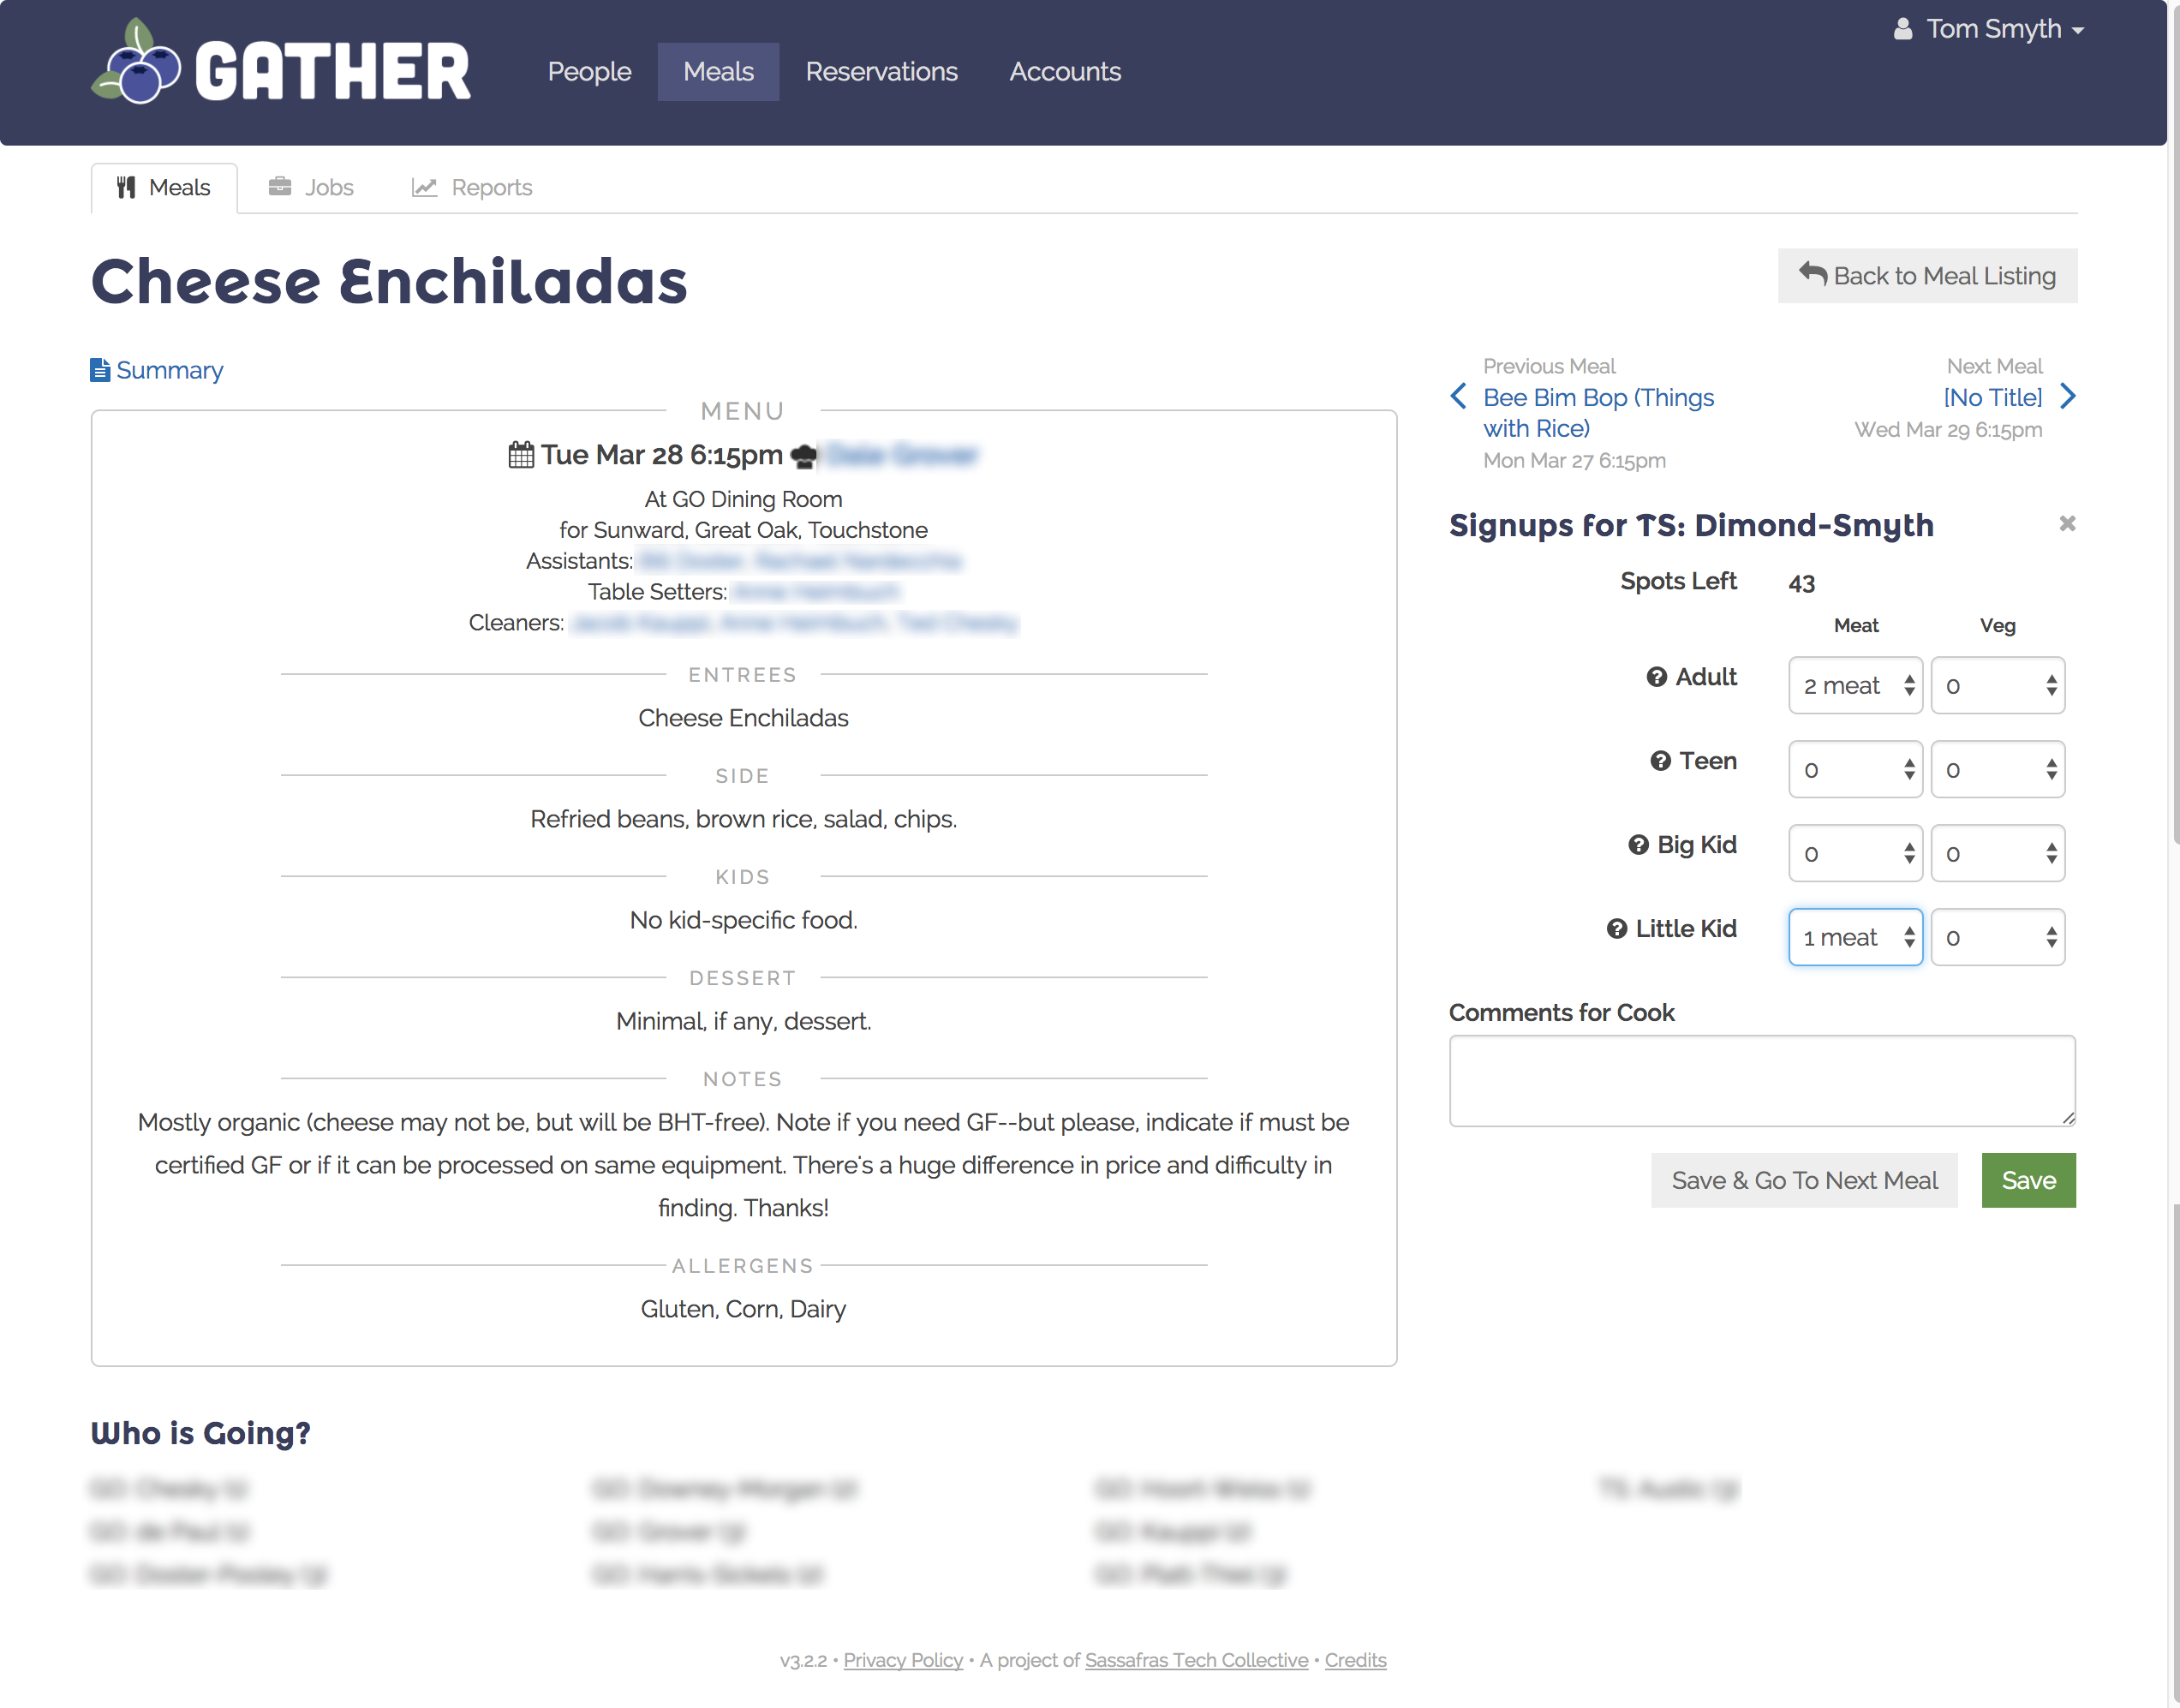 GATHER
People Meals Reservations Accounts
Tom Smyth
Meals Jobs Reports
Cheese Enchiladas
Back to Meal Listing
Summary
MENU
Tue Mar 28 6:15pm
At GO Dining Room
for Sunward, Great Oak, Touchstone
Assistants:
Table Setters:
Cleaners:
ENTREES
Cheese Enchiladas
SIDE
Refried beans, brown rice, salad, chips.
KIDS
No kid-specific food.
DESSERT
Minimal, if any, dessert.
NOTES
Mostly organic (cheese may not be, but will be BHT-free). Note if you need GF--but please, indicate if must be
certified GF or if it can be processed on same equipment. There's a huge difference in price and difficulty in
finding. Thanks!
ALLERGENS
Gluten, Corn, Dairy
Previous Meal
Bee Bim Bop (Things
with Rice)
Mon Mar 27 6:15pm
Next Meal
[No Title]
Wed Mar 29 6:15pm
Signups for TS: Dimond-Smyth
Spots Left 43
Meat Veg
Adult 2 meat 0
Teen 0 0
Big Kid 0 0
Little Kid 1 meat 0
Comments for Cook
Save & Go To Next Meal Save
Who is Going?
v3.2.2 • Privacy Policy • A project of Sassafras Tech Collective • Credits